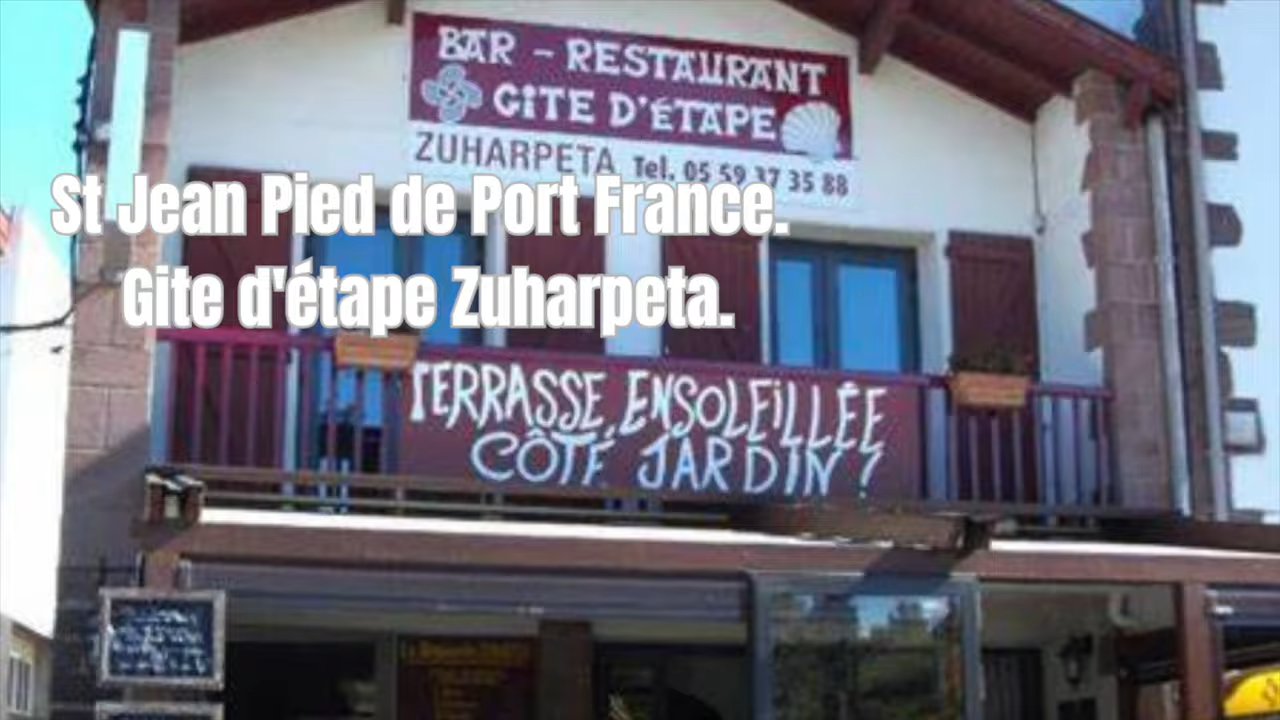 BAR - RESTAURANT
GITE D'ÉTAPE
ZUHARPETA Tel. 05 59 37 35 88
St Jean Pied de Port France.
Gite d'étape Zuharpeta.
TERRASSE ENSOLEILLÉE
CÔTÉ JARDIN !